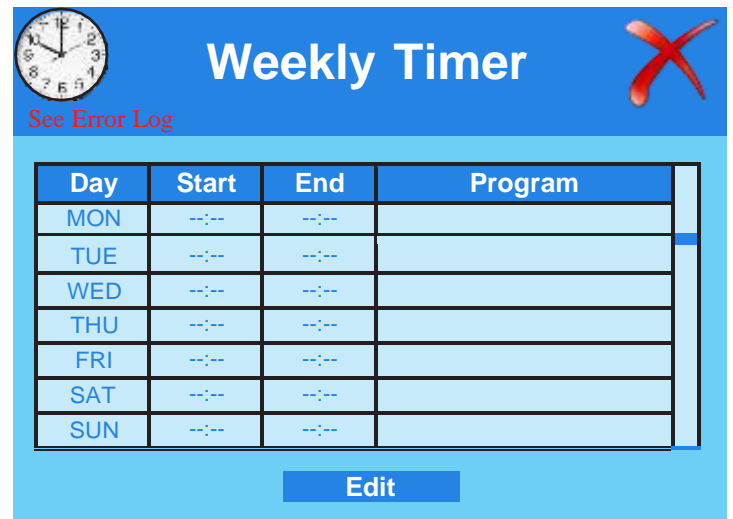 Weekly Timer
See Error Log
Day Start End Program
MON --:-- --:--
TUE --:-- --:--
WED --:-- --:--
THU --:-- --:--
FRI --:-- --:--
SAT --:-- --:--
SUN --:-- --:--
Edit